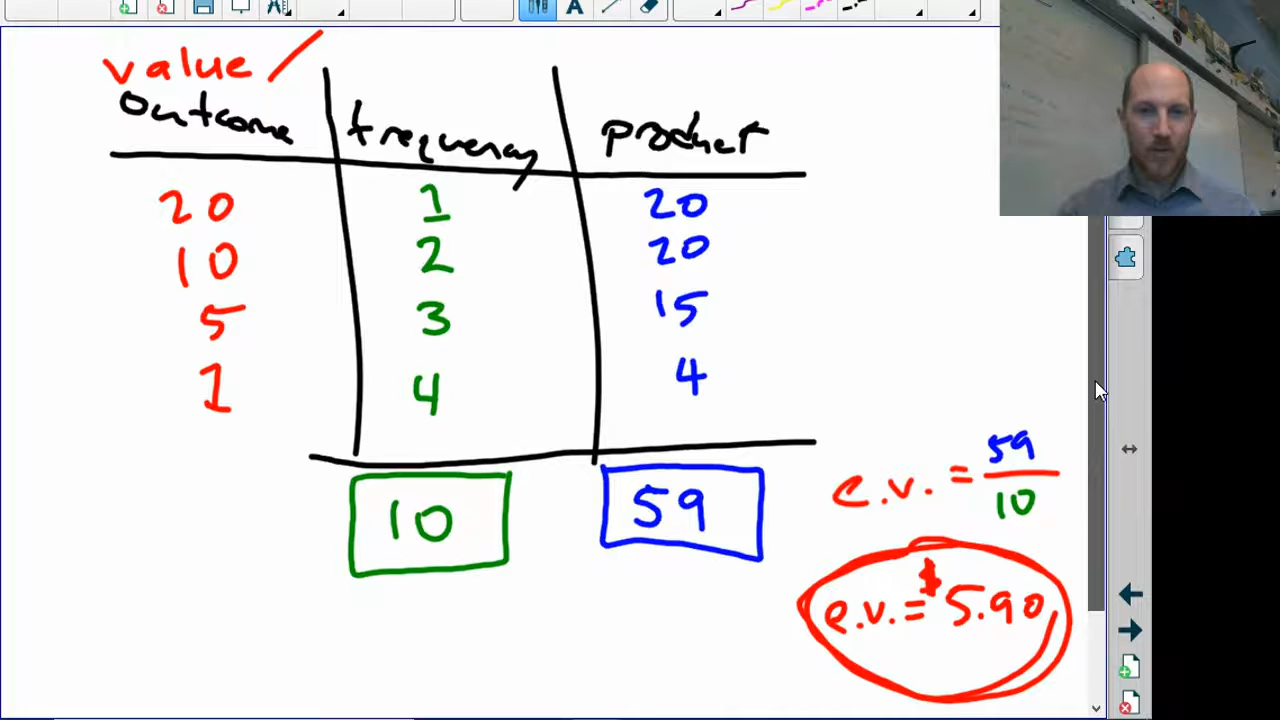 value/
outcome frequency product
20 1 20
10 2 20
5 3 15
1 4 4
10 59
e.v. = 59/10
e.v. = $5.90